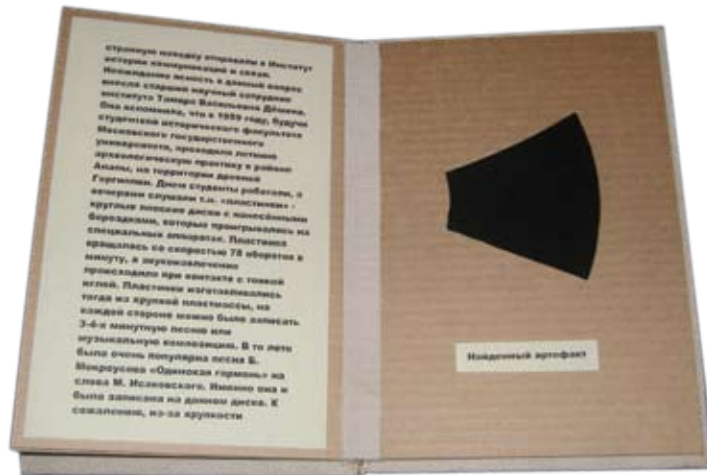 странную находку отправили в Институт
истории коммуникаций и связи.
Неожиданно ясность в данный вопрос
внесла старший научный сотрудник
института Тамара Васильевна Дёмина.
Она вспомнила, что в 1959 году, будучи
студенткой исторического факультета
Московского государственного
университета, проходила летнюю
археологическую практику в районе
Анапы, на территории древней
Горгиппии. Днем студенты работали, а
вечерами слушали т.н. «пластинки» -
круглые плоские диски с нанесёнными
бороздками, которые проигрывались на
специальных аппаратах. Пластинка
вращалась со скоростью 78 оборотов в
минуту, а звукоизвлечение
происходило при контакте с тонкой
иглой. Пластинки изготавливались
тогда из хрупкой пластмассы, на
каждой стороне можно было записать
3-4-х минутную песню или
музыкальную композицию. В то лето
была очень популярна песня Б.
Мокроусова «Одинокая гармонь» на
слова М. Исаковского. Именно она и
была записана на данном диске. К
сожалению, из-за хрупкости
Найденный артефакт